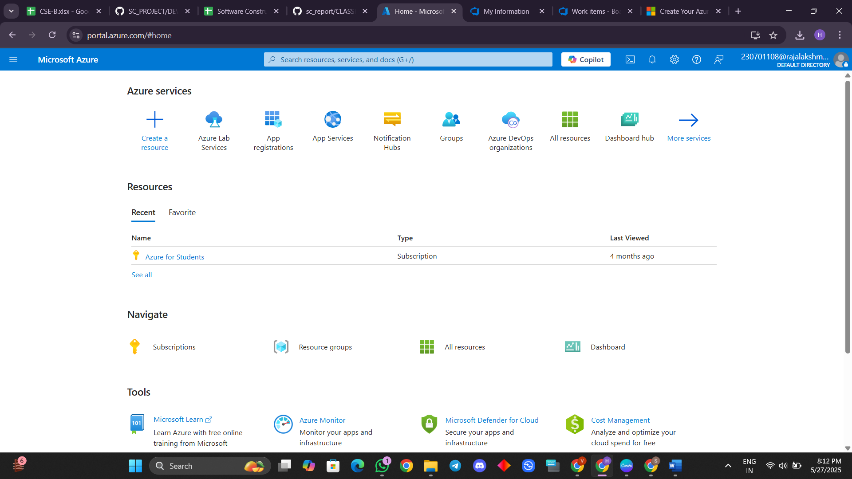 CSE-B.xlsx - Goo
SC_PROJECT/DE
Software Constr
sc_report/CLASS
Home - Microsof
My Information
Work items - Bo
Create Your Azu
portal.azure.com/#home
Microsoft Azure
Search resources, services, and docs (G+/)
Copilot
230701108@rajalakshm...
DEFAULT DIRECTORY
Azure services
Create a resource
Azure Lab Services
App registrations
App Services
Notification Hubs
Groups
Azure DevOps organizations
All resources
Dashboard hub
More services
Resources
Recent
Favorite
Name
Type
Last Viewed
Azure for Students
Subscription
4 months ago
See all
Navigate
Subscriptions
Resource groups
All resources
Dashboard
Tools
Microsoft Learn
Learn Azure with free online
training from Microsoft
Azure Monitor
Monitor your apps and
infrastructure
Microsoft Defender for Cloud
Secure your apps and
infrastructure
Cost Management
Analyze and optimize your
cloud spend for free
Search
ENG
IN
8:12 PM
5/27/2025